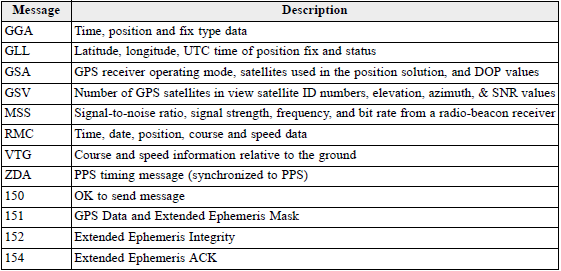 Message Description
GGA Time, position and fix type data
GLL Latitude, longitude, UTC time of position fix and status
GSA GPS receiver operating mode, satellites used in the position solution, and DOP values
GSV Number of GPS satellites in view satellite ID numbers, elevation, azimuth, & SNR values
MSS Signal-to-noise ratio, signal strength, frequency, and bit rate from a radio-beacon receiver
RMC Time, date, position, course and speed data
VTG Course and speed information relative to the ground
ZDA PPS timing message (synchronized to PPS)
150 OK to send message
151 GPS Data and Extended Ephemeris Mask
152 Extended Ephemeris Integrity
154 Extended Ephemeris ACK